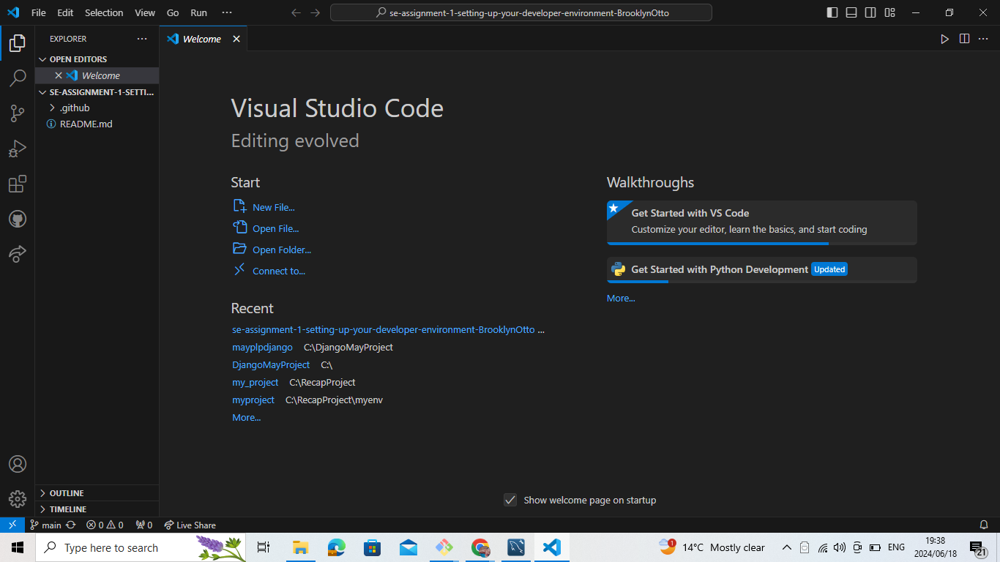 File Edit Selection View Go Run ...
se-assignment-1-setting-up-your-developer-environment-BrooklynOtto
EXPLORER
OPEN EDITORS
Welcome
SE-ASSIGNMENT-1-SETTI...
.github
README.md
Welcome
Visual Studio Code
Editing evolved
Start
New File...
Open File...
Open Folder...
Connect to...
Recent
se-assignment-1-setting-up-your-developer-environment-BrooklynOtto ...
mayplpdjango C:\DjangoMayProject
DjangoMayProject C:\
my_project C:\RecapProject
myproject C:\RecapProject\myenv
More...
Walkthroughs
Get Started with VS Code
Customize your editor, learn the basics, and start coding
Get Started with Python Development Updated
More...
Show welcome page on startup
OUTLINE
TIMELINE
main 0 0 0 Live Share
Type here to search
1 14°C Mostly clear ENG 19:38
2024/06/18 21